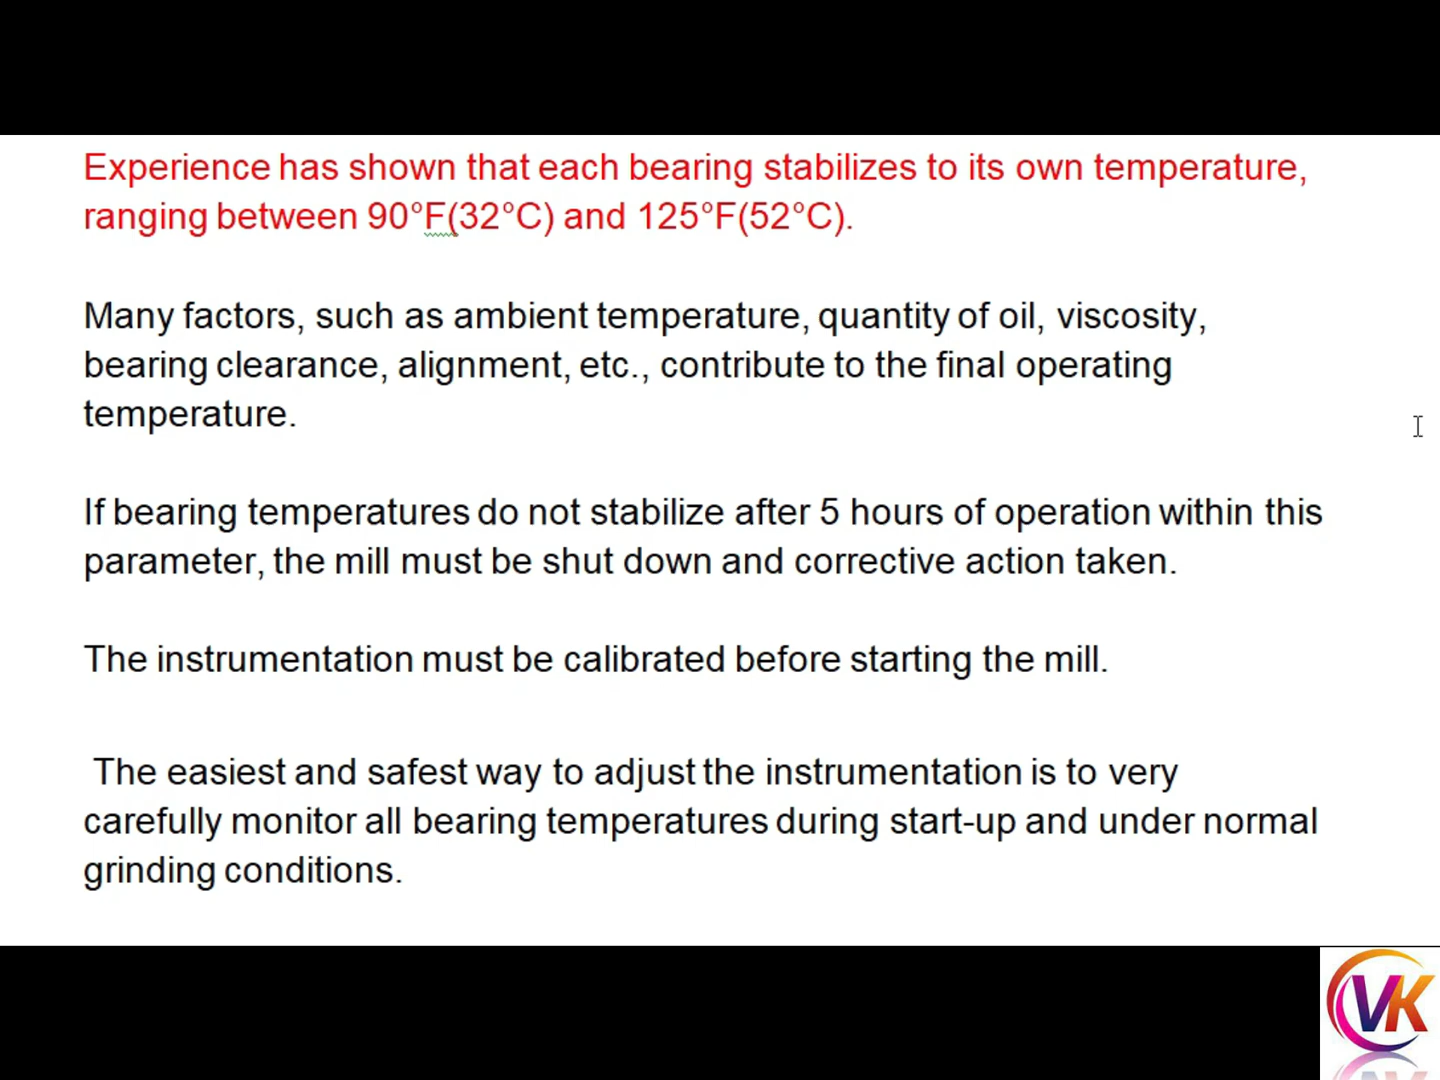 Experience has shown that each bearing stabilizes to its own temperature,
ranging between 90°F(32°C) and 125°F(52°C).
Many factors, such as ambient temperature, quantity of oil, viscosity,
bearing clearance, alignment, etc., contribute to the final operating
temperature.
If bearing temperatures do not stabilize after 5 hours of operation within this
parameter, the mill must be shut down and corrective action taken.
The instrumentation must be calibrated before starting the mill.
The easiest and safest way to adjust the instrumentation is to very
carefully monitor all bearing temperatures during start-up and under normal
grinding conditions.
VK